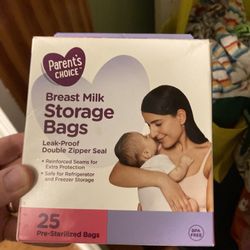 Parent's
CHOICE
Breast Milk
Storage
Bags
Leak-Proof
Double Zipper Seal
• Reinforced Seams for
Extra Protection
• Safe for Refrigerator
and Freezer Storage
25
Pre-Sterilized Bags
BPA
FREE